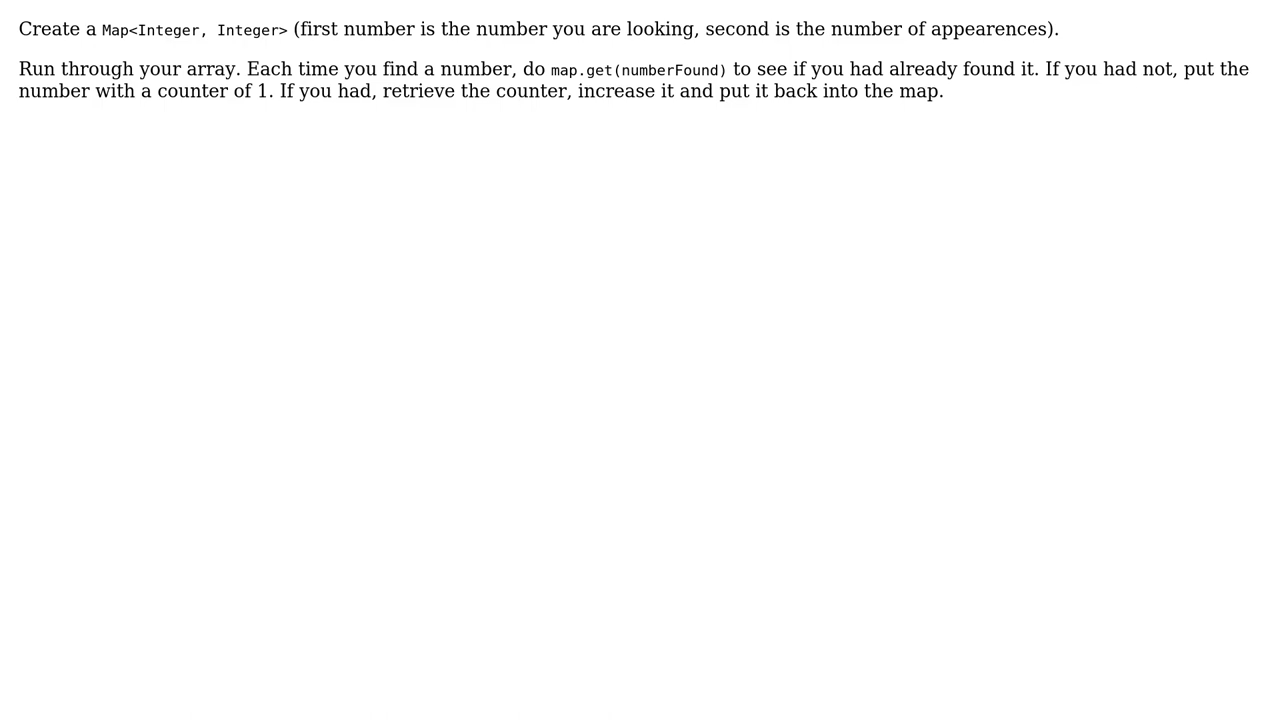 Create a Map<Integer, Integer> (first number is the number you are looking, second is the number of appearences).
Run through your array. Each time you find a number, do map.get(numberFound) to see if you had already found it. If you had not, put the
number with a counter of 1. If you had, retrieve the counter, increase it and put it back into the map.